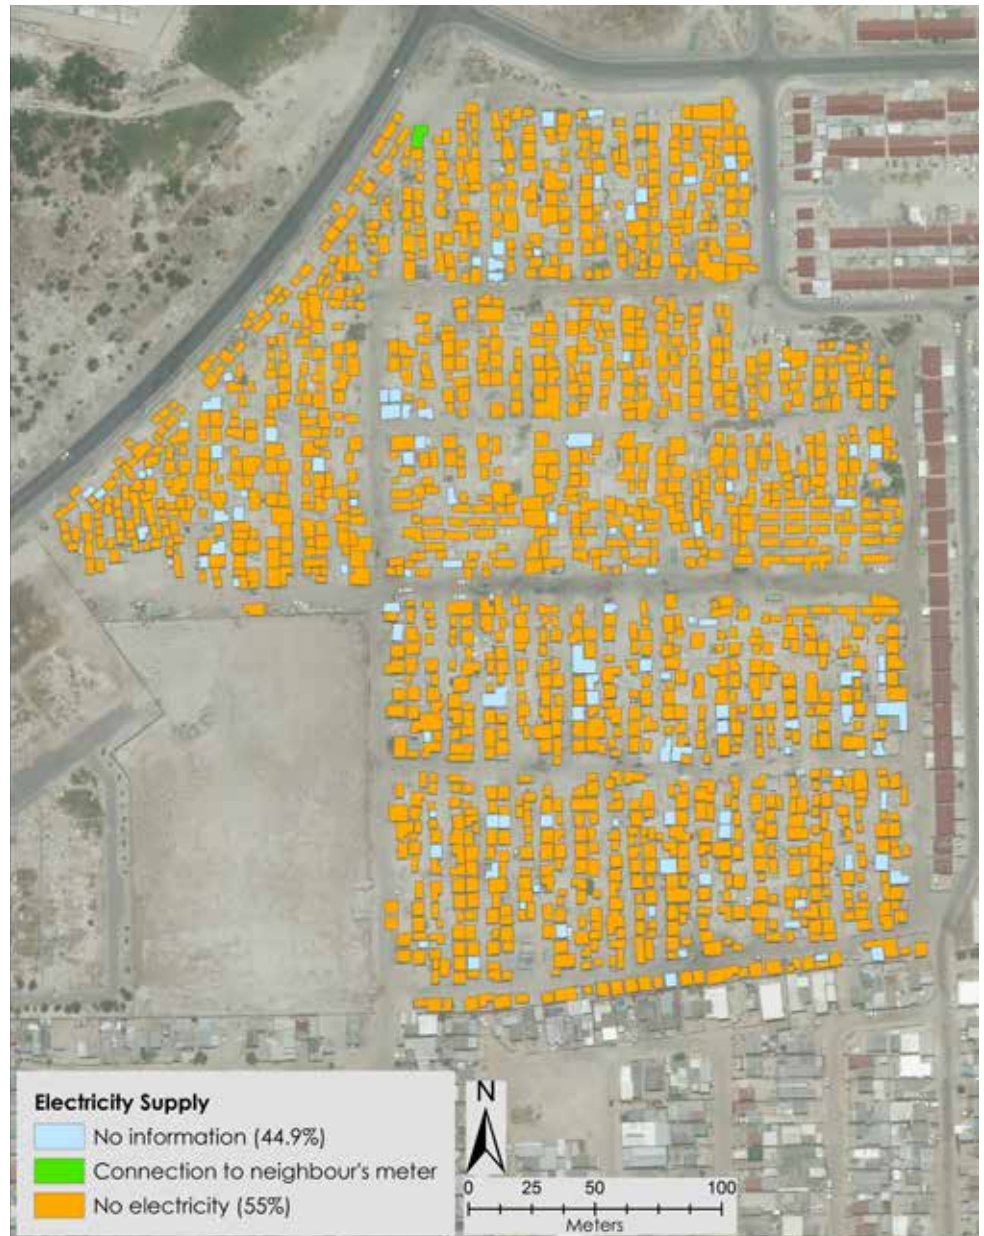 Electricity Supply
No information (44.9%)
Connection to neighbour's meter
No electricity (55%)
N
0 25 50 100
Meters